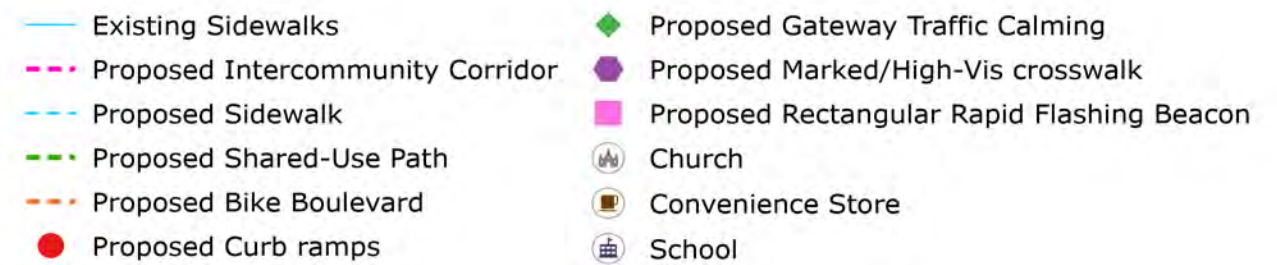 Existing Sidewalks
Proposed Intercommunity Corridor
Proposed Sidewalk
Proposed Shared-Use Path
Proposed Bike Boulevard
Proposed Curb ramps
Proposed Gateway Traffic Calming
Proposed Marked/High-Vis crosswalk
Proposed Rectangular Rapid Flashing Beacon
Church
Convenience Store
School